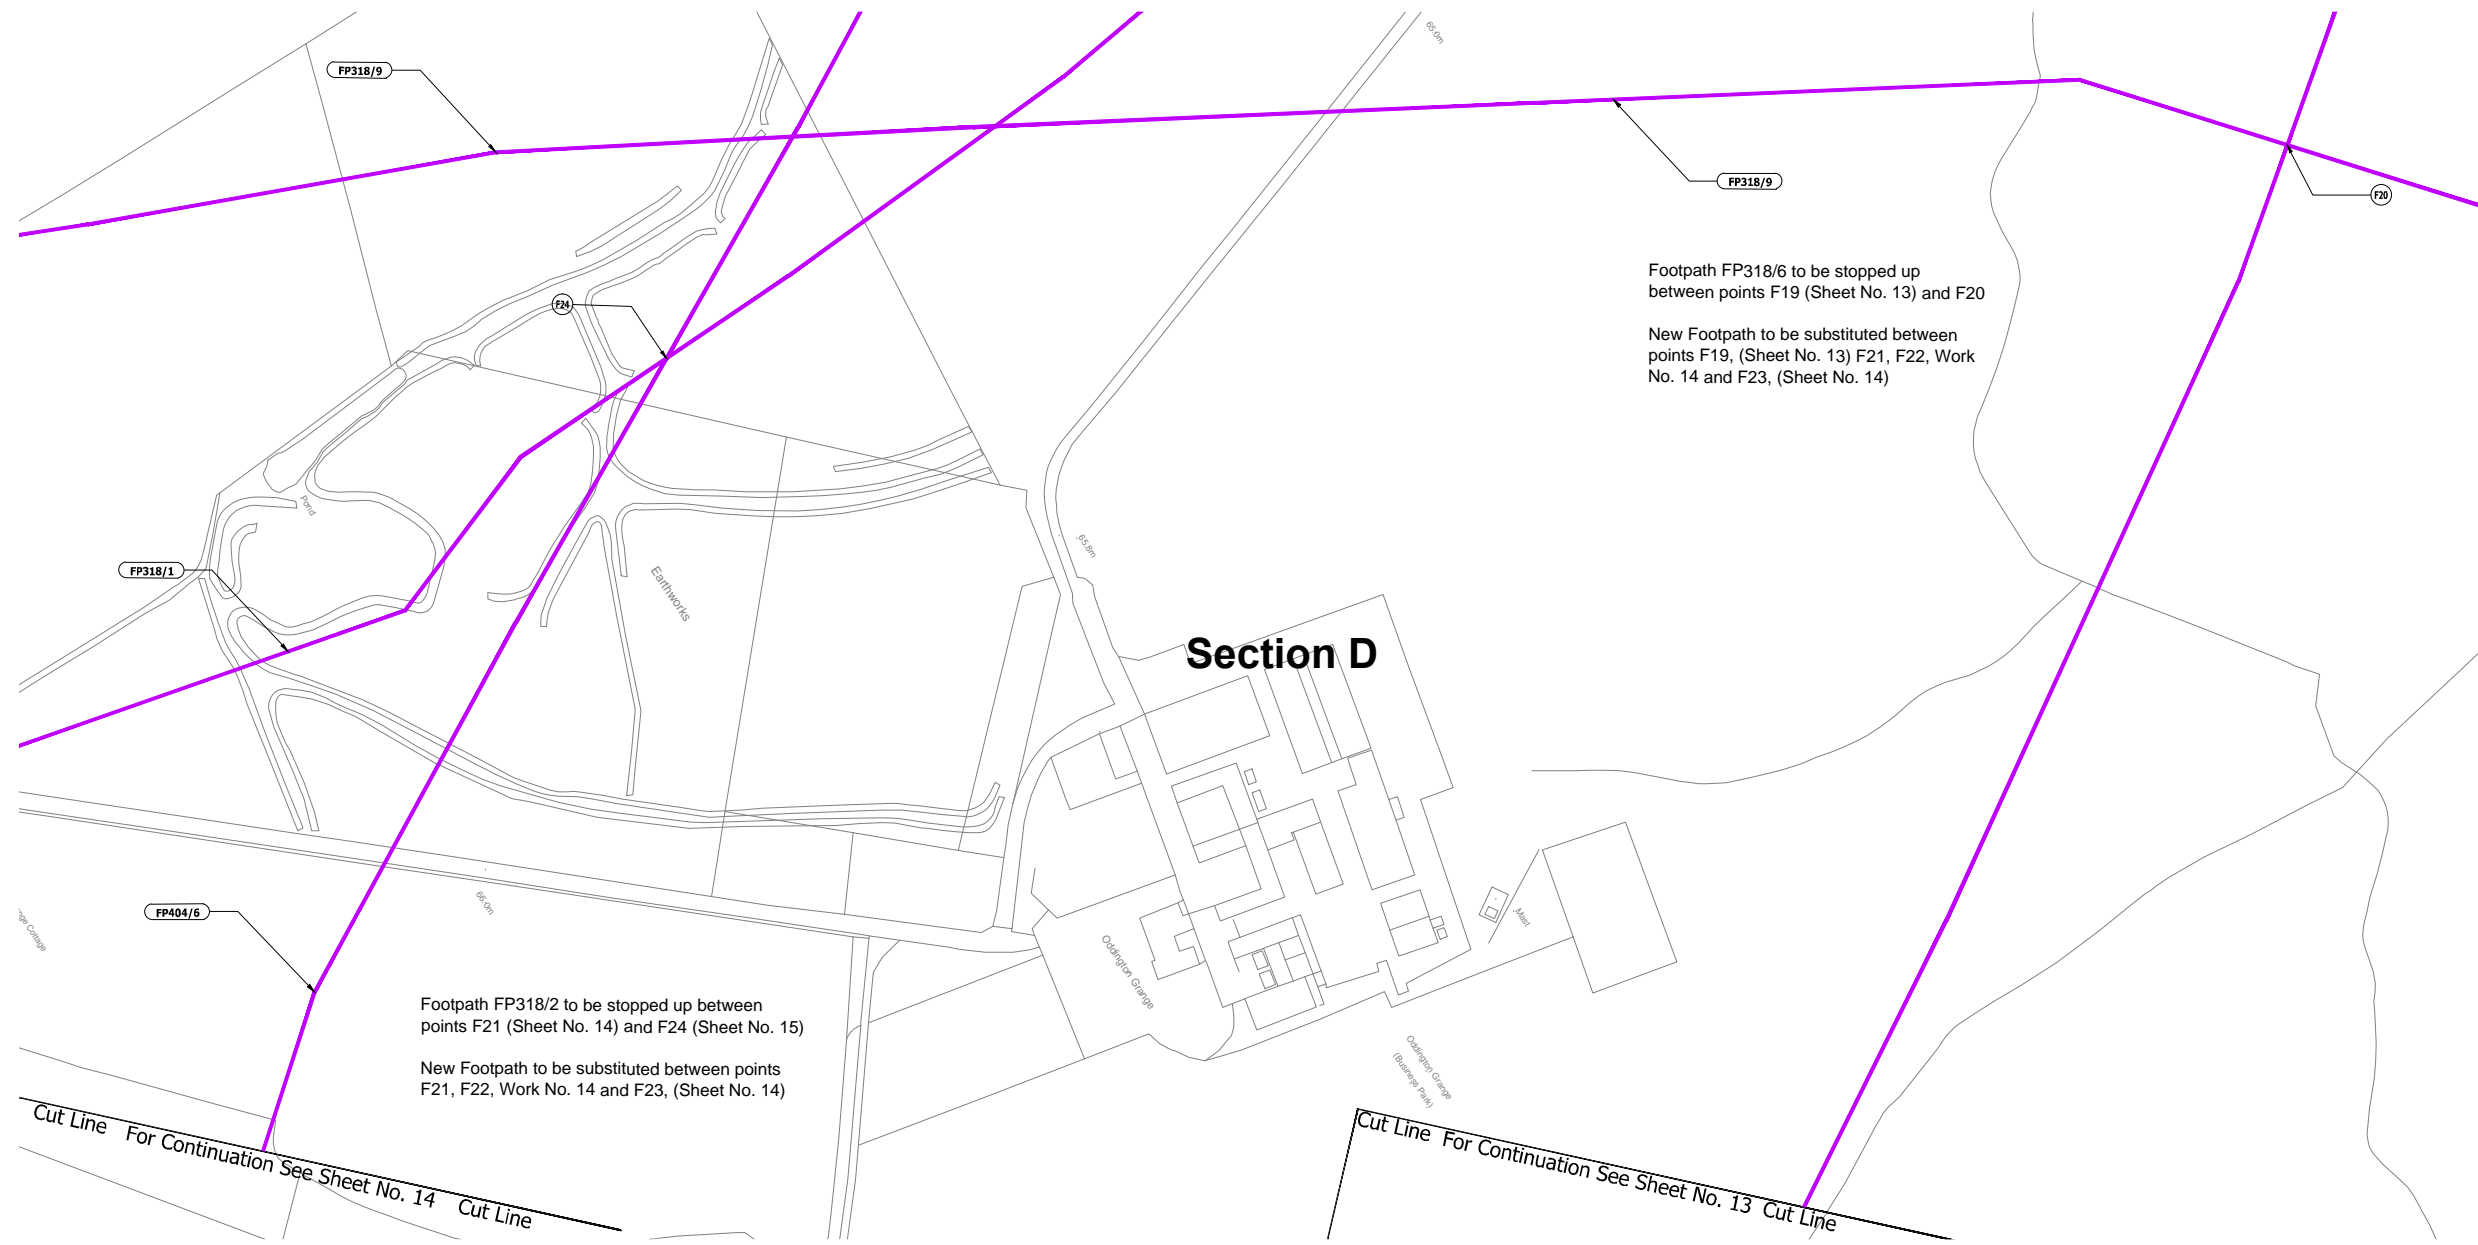 65.0m
FP318/9
FP318/9
F20
Footpath FP318/6 to be stopped up
between points F19 (Sheet No. 13) and F20
New Footpath to be substituted between
points F19, (Sheet No. 13) F21, F22, Work
No. 14 and F23, (Sheet No. 14)
F24
Pond
65.8m
FP318/1
Earthworks
Section D
66.0m
FP404/6
nge Cottage
Mast
Oddington Grange
Footpath FP318/2 to be stopped up between
points F21 (Sheet No. 14) and F24 (Sheet No. 15)
New Footpath to be substituted between points
F21, F22, Work No. 14 and F23, (Sheet No. 14)
Oddington Grange
(Business Park)
Cut Line For Continuation See Sheet No. 14 Cut Line
Cut Line For Continuation See Sheet No. 13 Cut Line